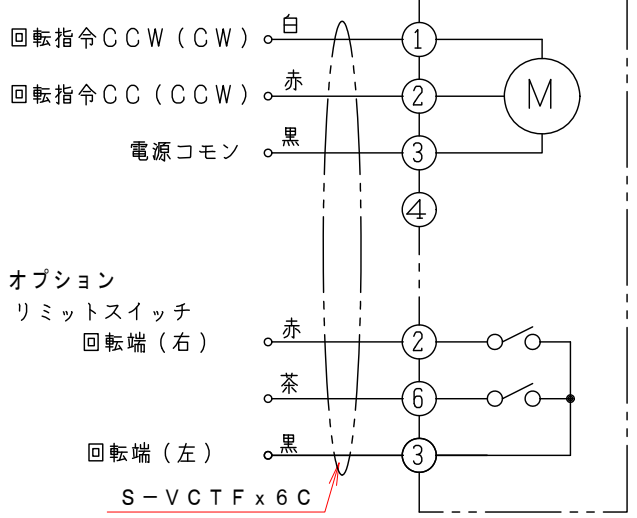 白
回転指令CCW(CW) 1
赤
回転指令CC(CCW) 2 M
黒
電源コモン 3
4
オプション
リミットスイッチ
赤
回転端(右) 2
茶
6
黒
回転端(左) 3
S-VCTFx6C